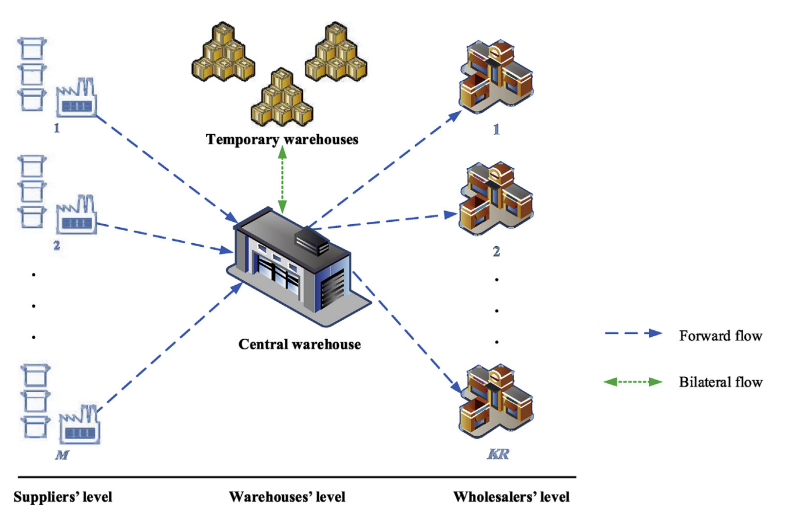 Temporary warehouses
1
1
2
2
Central warehouse
Forward flow
Bilateral flow
M
KR
Suppliers' level
Warehouses' level
Wholesalers' level